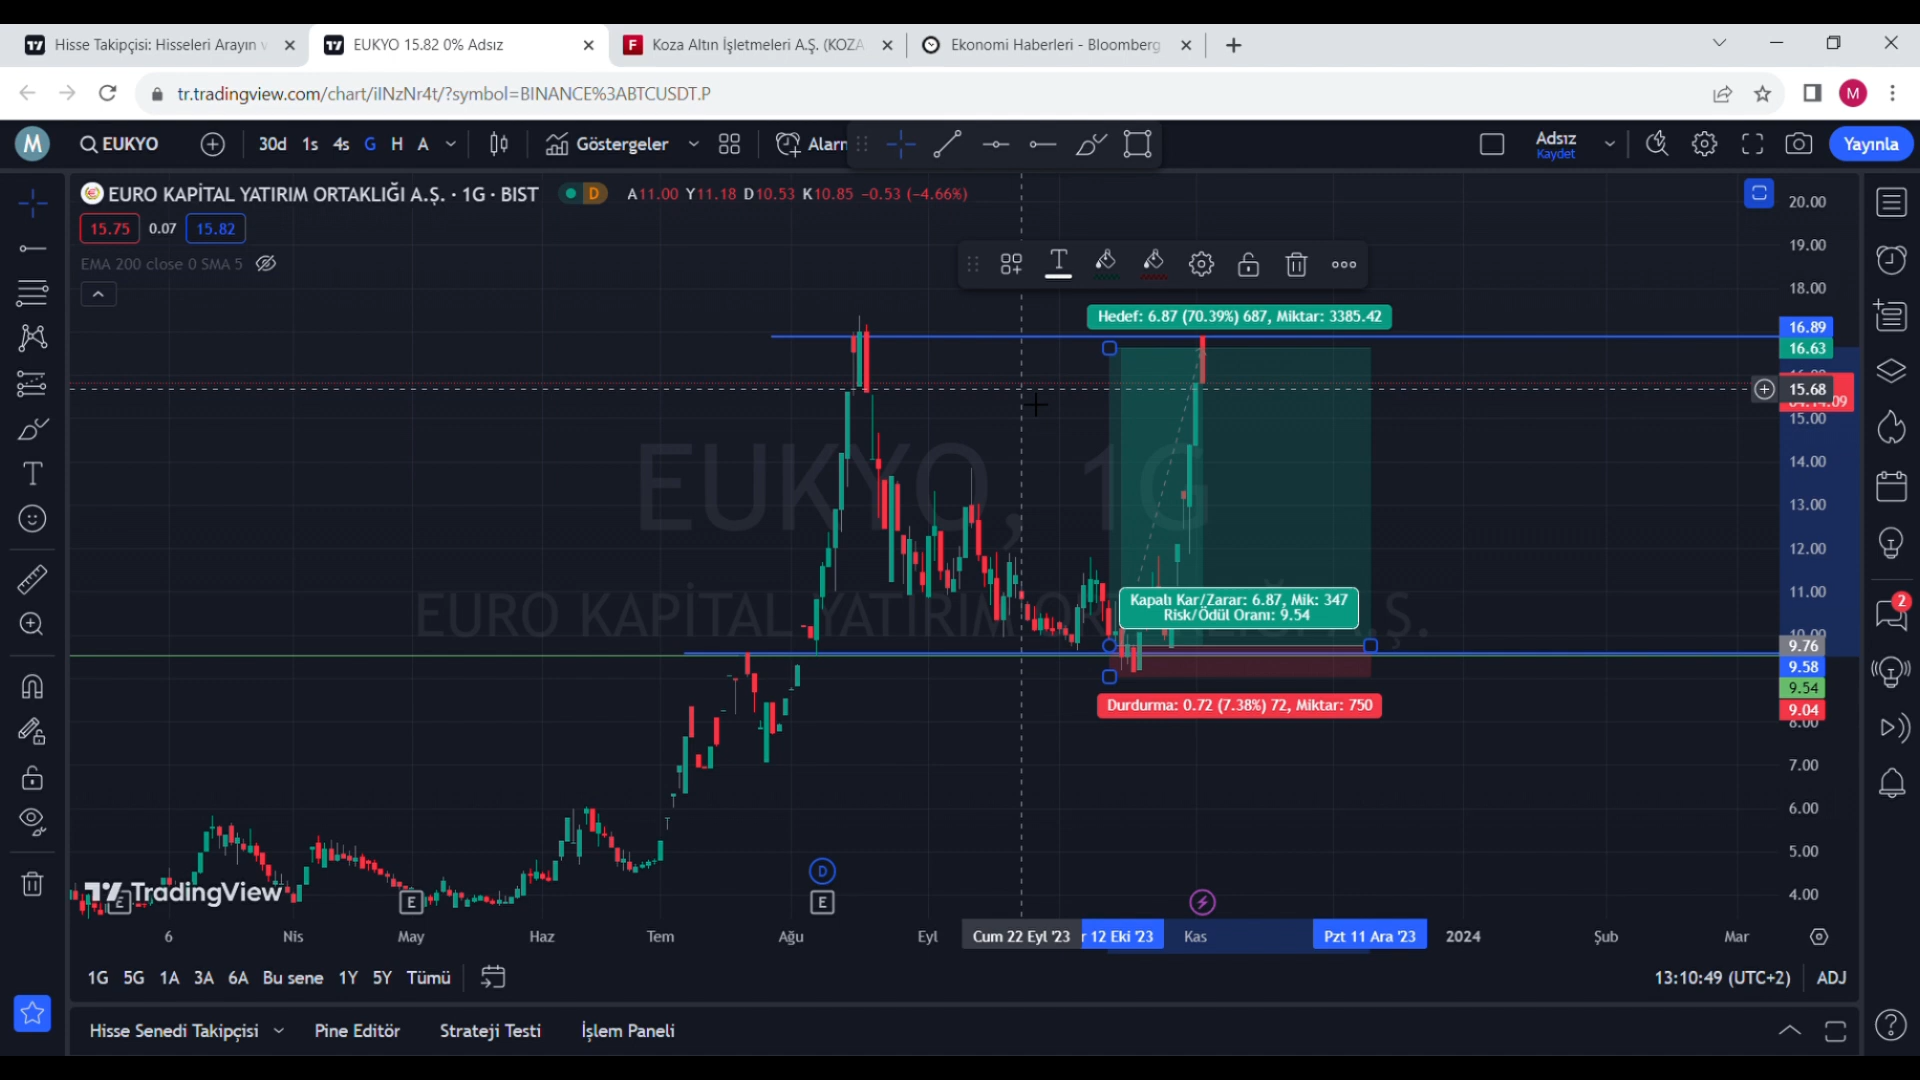 Hisse Takipçisi: Hisseleri Arayın v
EUKYO 15.82 0% Adsız
Koza Altın İşletmeleri A.Ş. (KOZA
Ekonomi Haberleri - Bloomberg
tr.tradingview.com/chart/iINzNr4t/?symbol=BINANCE%3ABTCUSDT.P
M
M
EUKYO
30d
1s
4s
G
H
A
Göstergeler
Alarm
Adsız
Kaydet
Yayınla
EURO KAPİTAL YATIRIM ORTAKLIĞI A.Ş. · 1G · BIST
D
A11.00 Y11.18 D10.53 K10.85 −0.53 (−4.66%)
15.75
0.07
15.82
EMA 200 close 0 SMA 5
Hedef: 6.87 (70.39%) 687, Miktar: 3385.42
EUKYO, 1G
EURO KAPİTAL YATIRIM ORTAKLIĞI A.Ş.
Kapalı Kar/Zarar: 6.87, Mik: 347
Risk/Ödül Oranı: 9.54
Durdurma: 0.72 (7.38%) 72, Miktar: 750
20.00
19.00
18.00
16.89
16.63
15.68
15.00
14.00
13.00
12.00
11.00
10.00
9.76
9.58
9.54
9.04
8.00
7.00
6.00
5.00
4.00
2
TradingView
E
E
D
E
6
Nis
May
Haz
Tem
Ağu
Eyl
Cum 22 Eyl '23
r 12 Eki '23
Kas
Pzt 11 Ara '23
2024
Şub
Mar
1G
5G
1A
3A
6A
Bu sene
1Y
5Y
Tümü
13:10:49 (UTC+2)
ADJ
Hisse Senedi Takipçisi
Pine Editör
Strateji Testi
İşlem Paneli